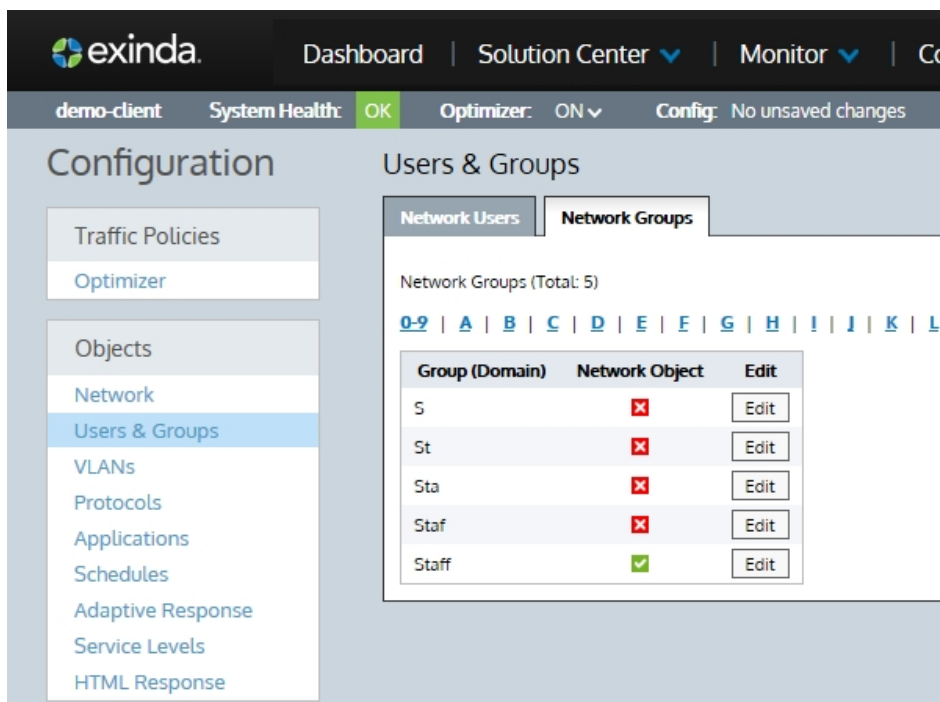 exinda. Dashboard | Solution Center | Monitor |
demo-client System Health: OK Optimizer: ON Config: No unsaved changes
Configuration
Traffic Policies
Optimizer
Objects
Network
Users & Groups
VLANs
Protocols
Applications
Schedules
Adaptive Response
Service Levels
HTML Response
Users & Groups
Network Users Network Groups
Network Groups (Total: 5)
0-9 | A | B | C | D | E | F | G | H | I | J | K | L
Group (Domain) Network Object Edit
S Edit
St Edit
Sta Edit
Staf Edit
Staff Edit